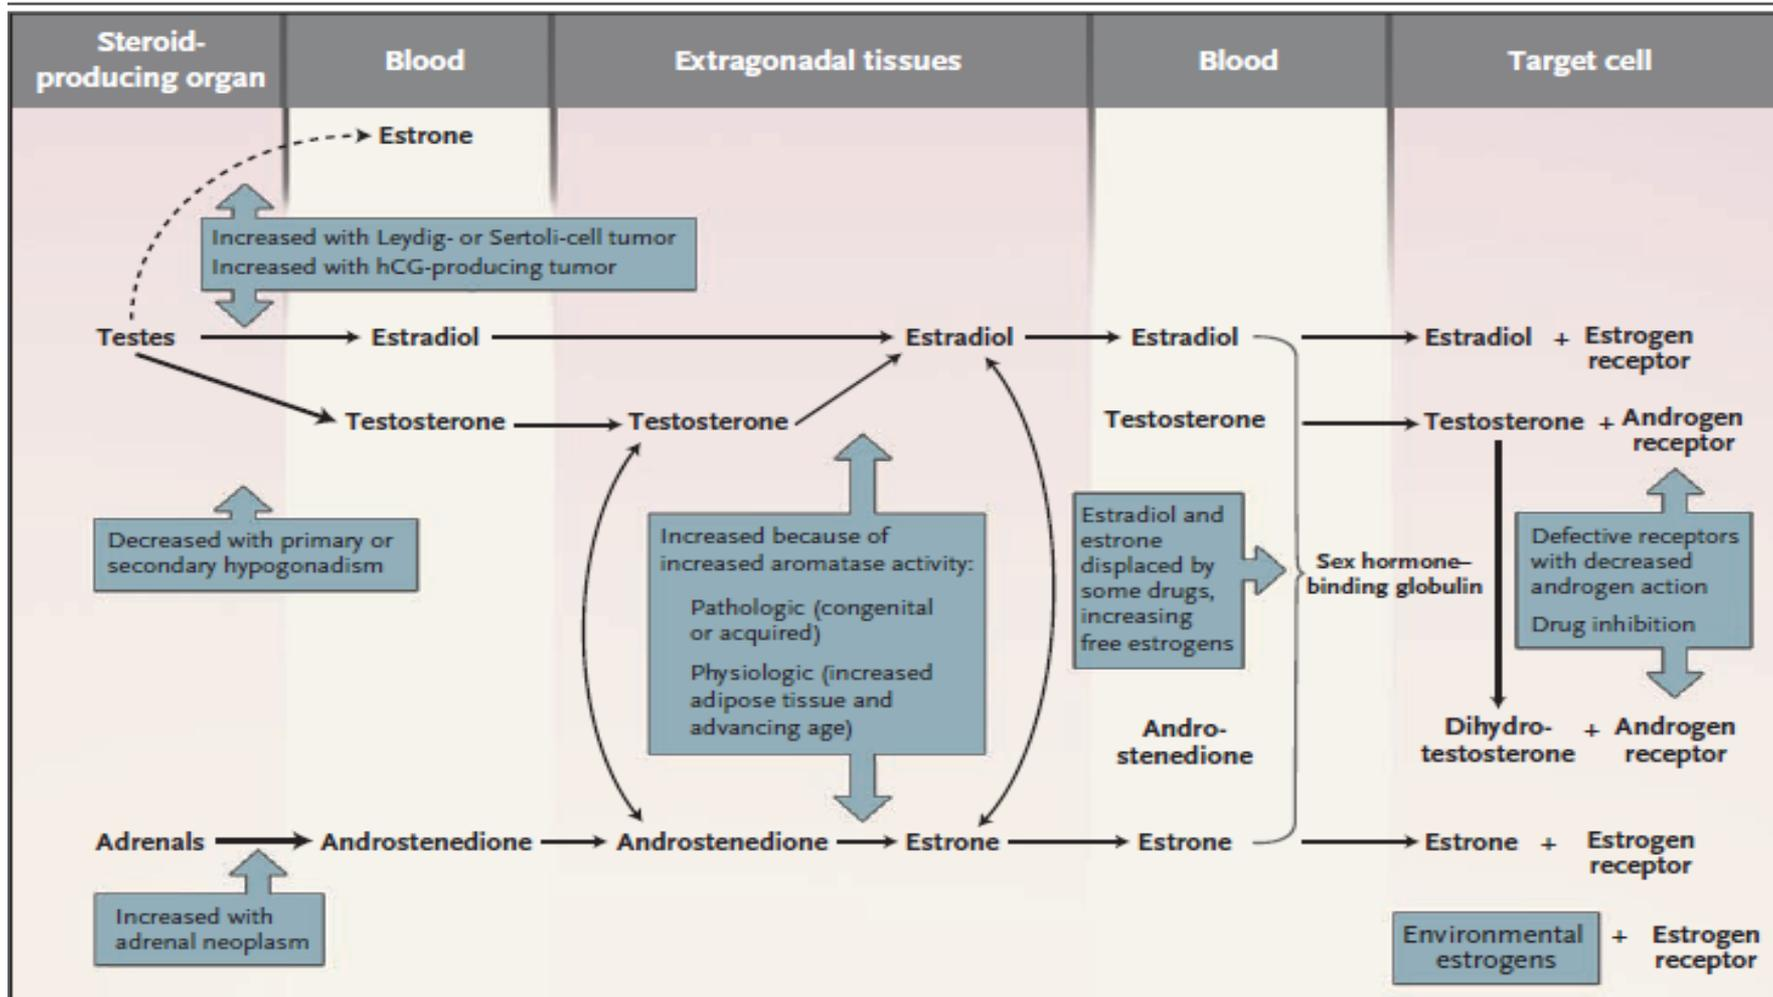 Steroid-
producing organ
Blood
Extragonadal tissues
Blood
Target cell
Estrone
Increased with Leydig- or Sertoli-cell tumor
Increased with hCG-producing tumor
Testes
Estradiol
Estradiol
Estradiol
Estradiol + Estrogen
receptor
Testosterone
Testosterone
Testosterone
Testosterone + Androgen
receptor
Decreased with primary or
secondary hypogonadism
Increased because of
increased aromatase activity:
Pathologic (congenital
or acquired)
Physiologic (increased
adipose tissue and
advancing age)
Estradiol and
estrone
displaced by
some drugs,
increasing
free estrogens
Sex hormone–
binding globulin
Defective receptors
with decreased
androgen action
Drug inhibition
Andro-
stenedione
Dihydro-
testosterone
+ Androgen
receptor
Adrenals
Androstenedione
Androstenedione
Estrone
Estrone
Estrone + Estrogen
receptor
Increased with
adrenal neoplasm
Environmental
estrogens
+ Estrogen
receptor